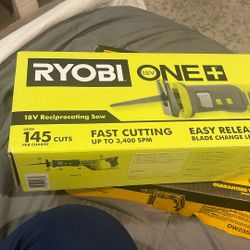 RYOBI ONE+
18V
18V Reciprocating Saw
OVER
145 CUTS
PER CHARGE
FAST CUTTING
UP TO 3,400 SPM
EASY RELEA
BLADE CHANGE L
GUARANTEED T